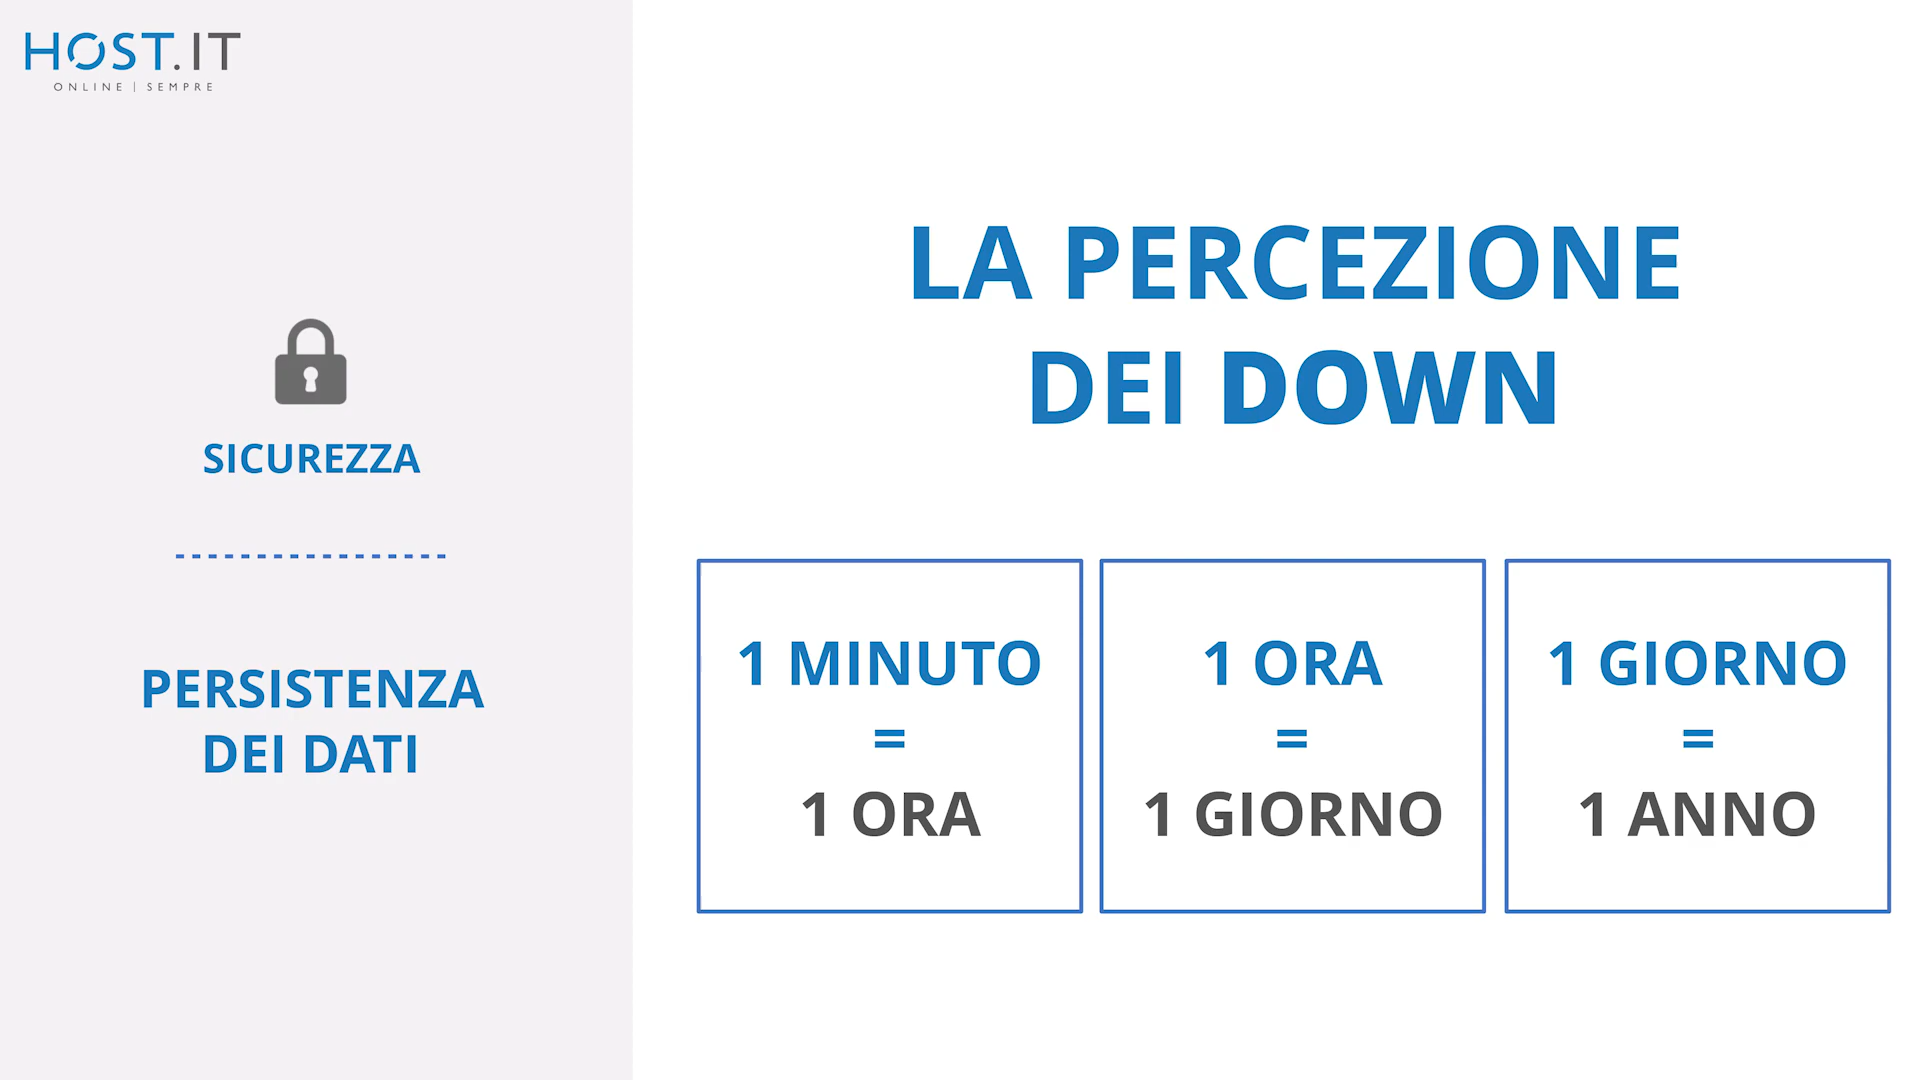 HOST.IT
ONLINE | SEMPRE
SICUREZZA
PERSISTENZA
DEI DATI
LA PERCEZIONE
DEI DOWN
1 MINUTO
=
1 ORA
1 ORA
=
1 GIORNO
1 GIORNO
=
1 ANNO